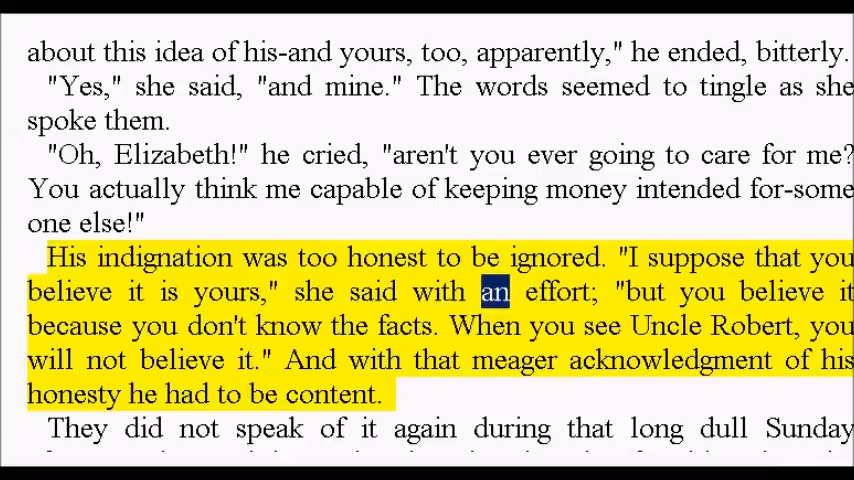 about this idea of his-and yours, too, apparently," he ended, bitterly.
"Yes," she said, "and mine." The words seemed to tingle as she
spoke them.
"Oh, Elizabeth!" he cried, "aren't you ever going to care for me?
You actually think me capable of keeping money intended for-some
one else!"
His indignation was too honest to be ignored. "I suppose that you
believe it is yours," she said with an effort; "but you believe it
because you don't know the facts. When you see Uncle Robert, you
will not believe it." And with that meager acknowledgment of his
honesty he had to be content.
They did not speak of it again during that long dull Sunday